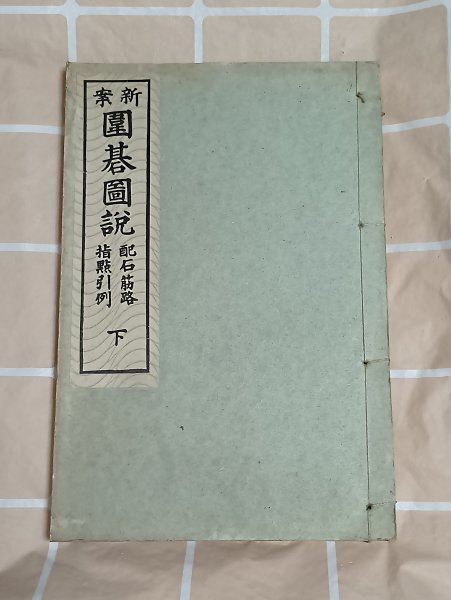 新案
圍碁圖說
配石筋路
指點引例
下